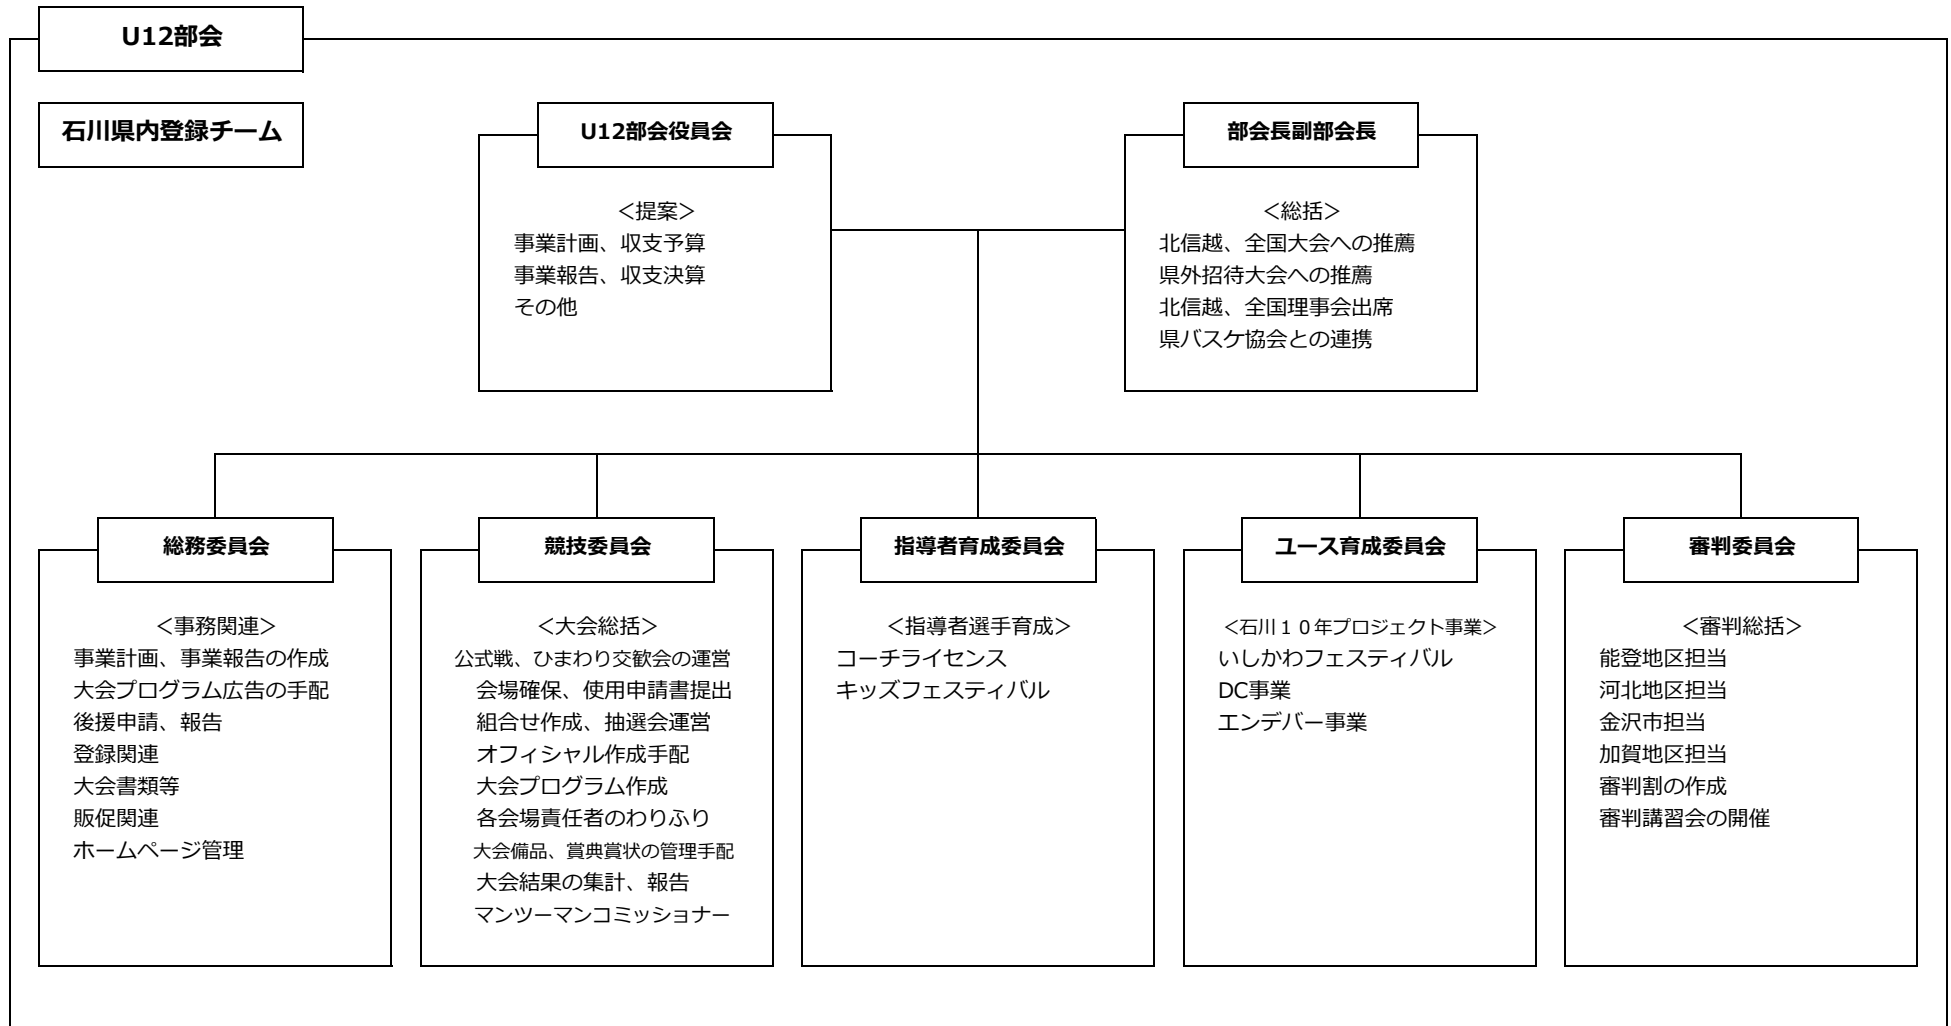 U12部会
石川県内登録チーム
U12部会役員会
<提案>
事業計画、収支予算
事業報告、収支決算
その他
部会長副部会長
<総括>
北信越、全国大会への推薦
県外招待大会への推薦
北信越、全国理事会出席
県バスケ協会との連携
総務委員会
<事務関連>
事業計画、事業報告の作成
大会プログラム広告の手配
後援申請、報告
登録関連
大会書類等
販促関連
ホームページ管理
競技委員会
<大会総括>
公式戦、ひまわり交歓会の運営
会場確保、使用申請書提出
組合せ作成、抽選会運営
オフィシャル作成手配
大会プログラム作成
各会場責任者のわりふり
大会備品、賞典賞状の管理手配
大会結果の集計、報告
マンツーマンコミッショナー
指導者育成委員会
<指導者選手育成>
コーチライセンス
キッズフェスティバル
ユース育成委員会
<石川１０年プロジェクト事業>
いしかわフェスティバル
DC事業
エンデバー事業
審判委員会
<審判総括>
能登地区担当
河北地区担当
金沢市担当
加賀地区担当
審判割の作成
審判講習会の開催